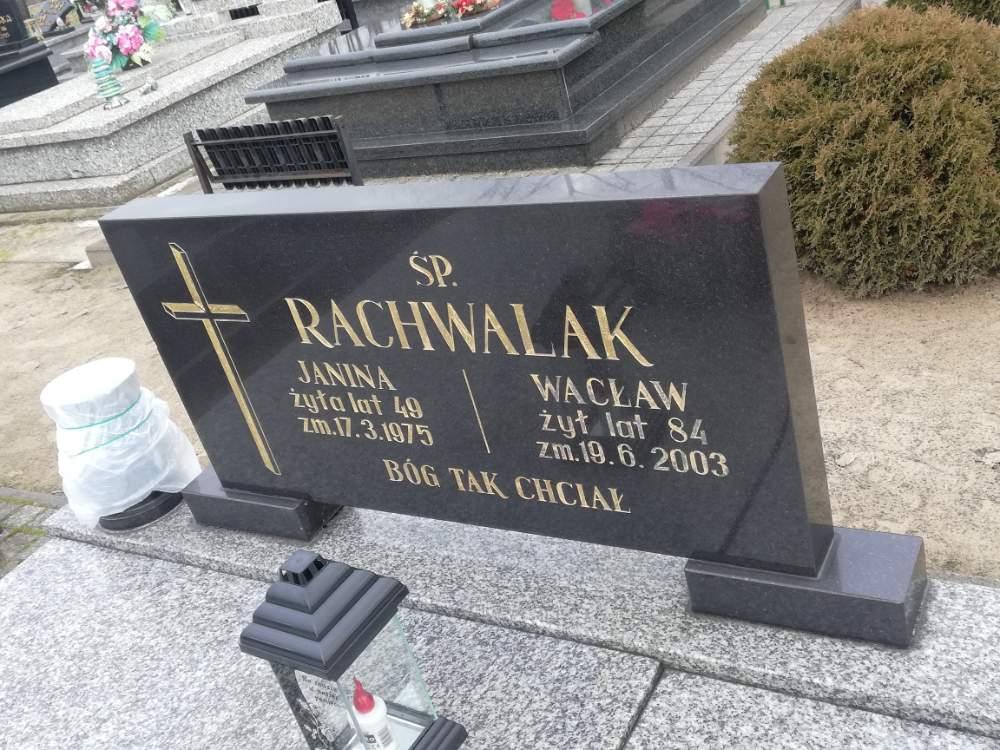 ŚP.
RACHWALAK
JANINA
żyła lat 49
zm.17.3.1975
WACŁAW
żył lat 84
zm.19.6.2003
BÓG TAK CHCIAŁ